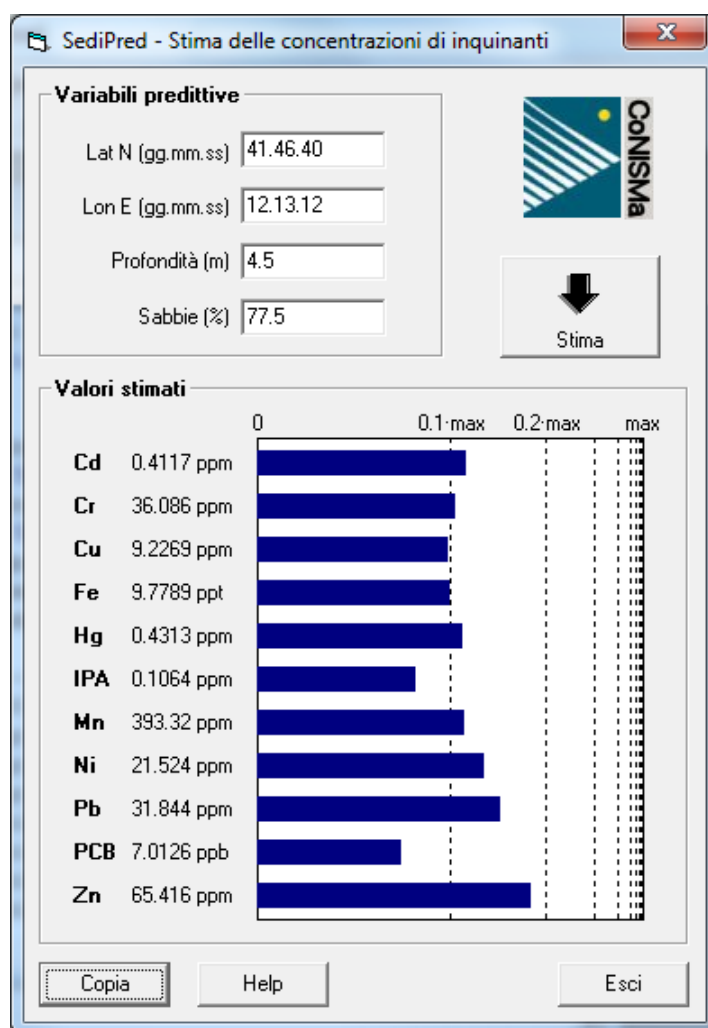 SediPred - Stima delle concentrazioni di inquinanti
Variabili predittive
Lat N (gg.mm.ss) 41.46.40
Lon E (gg.mm.ss) 12.13.12
Profondità (m) 4.5
Sabbie (%) 77.5
CoNISMa
Stima
Valori stimati
0 0.1·max 0.2·max max
Cd 0.4117 ppm
Cr 36.086 ppm
Cu 9.2269 ppm
Fe 9.7789 ppt
Hg 0.4313 ppm
IPA 0.1064 ppm
Mn 393.32 ppm
Ni 21.524 ppm
Pb 31.844 ppm
PCB 7.0126 ppb
Zn 65.416 ppm
Copia Help Esci